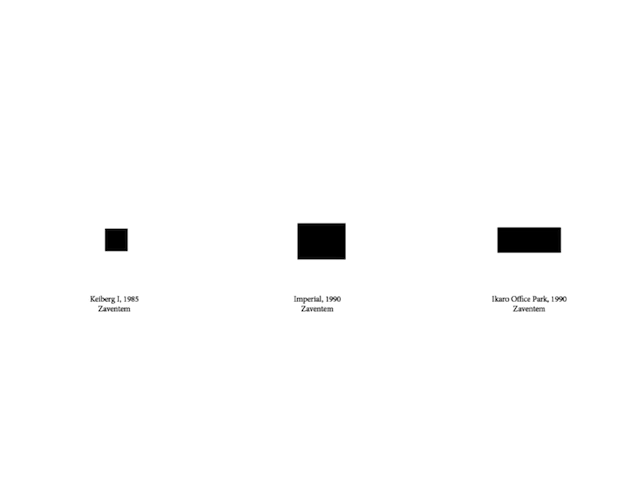 Keiberg I, 1985
Zaventem
Imperial, 1990
Zaventem
Ikaro Office Park, 1990
Zaventem